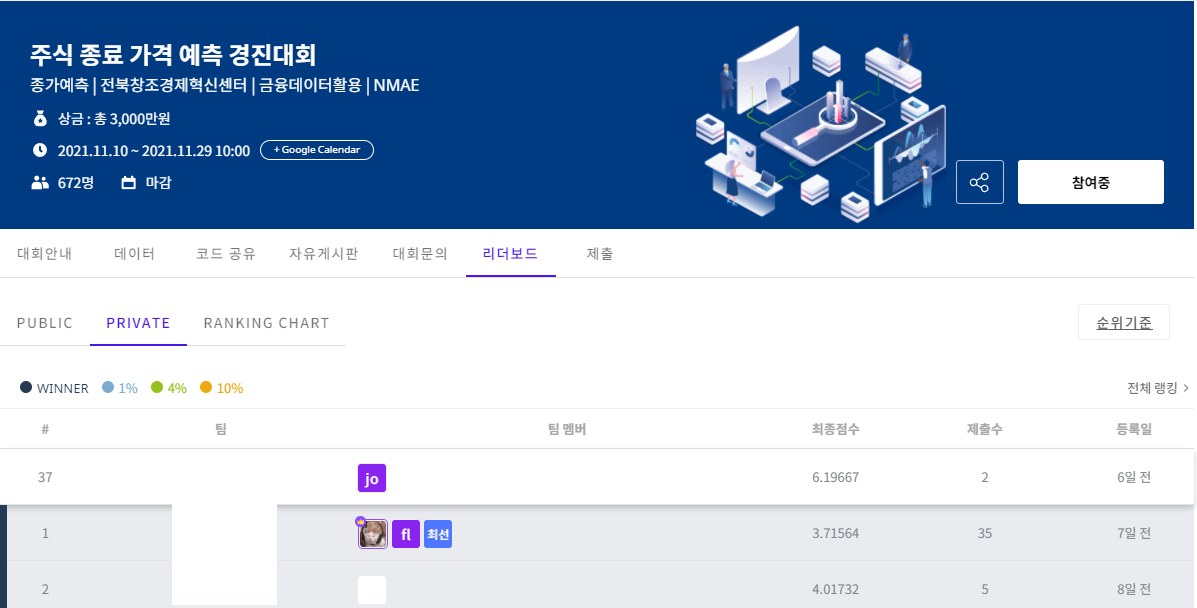 주식 종료 가격 예측 경진대회
종가예측 | 전북창조경제혁신센터 | 금융데이터활용 | NMAE
상금 : 총 3,000만원
2021.11.10 ~ 2021.11.29 10:00 + Google Calendar
672명 마감
참여중
대회안내 데이터 코드 공유 자유게시판 대회문의 리더보드 제출
PUBLIC PRIVATE RANKING CHART 순위기준
WINNER 1% 4% 10% 전체 랭킹 >
# 팀 팀 멤버 최종점수 제출수 등록일
37 jo 6.19667 2 6일 전
1 fl 최선 3.71564 35 7일 전
2 4.01732 5 8일 전